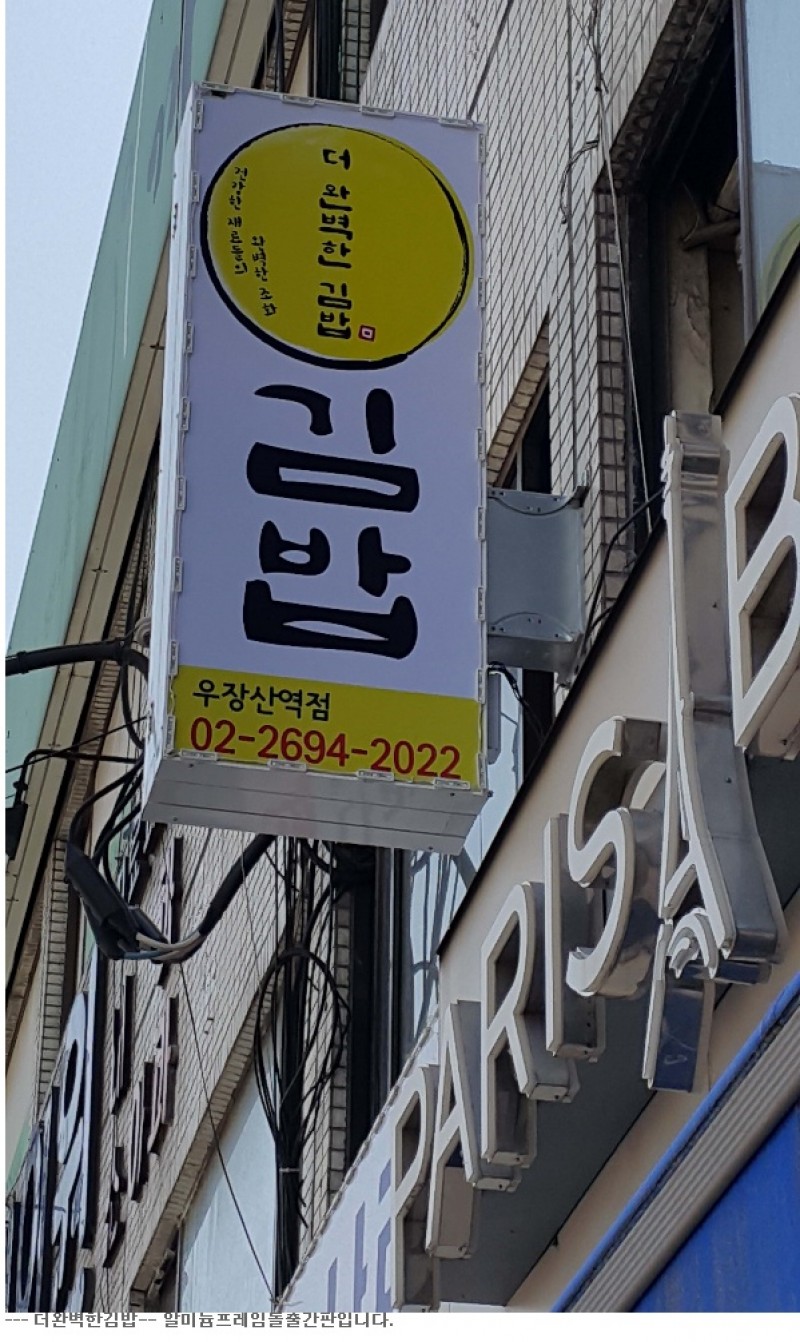 더 완벽한 김밥
건강한 재료들의
완벽한 조화
김밥
우장산역점
02-2694-2022
PARIS B
--- 더완벽한김밥-- 알미늄프레임돌출간판입니다.